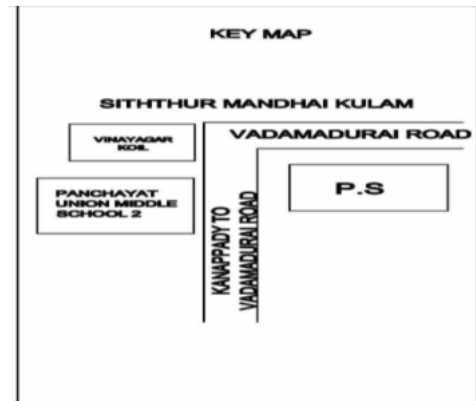 KEY MAP
SITHTHUR MANDHAI KULAM
VADAMADURAI ROAD
VINAYAGAR
KOIL
PANCHAYAT
UNION MIDDLE
SCHOOL 2
P.S
KANAPPADY TO
VADAMADURAI ROAD